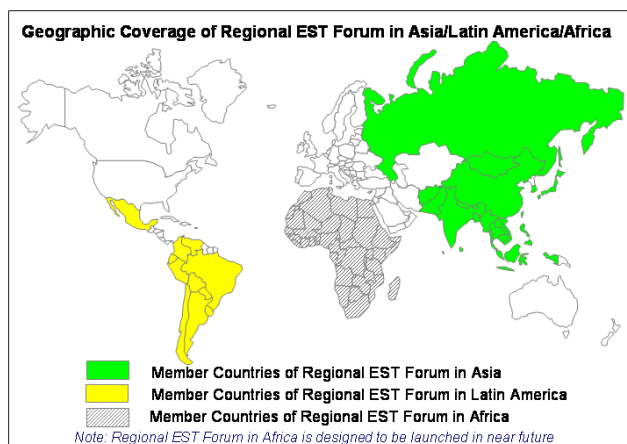 Geographic Coverage of Regional EST Forum in Asia/Latin America/Africa
Member Countries of Regional EST Forum in Asia
Member Countries of Regional EST Forum in Latin America
Member Countries of Regional EST Forum in Africa
Note: Regional EST Forum in Africa is designed to be launched in near future